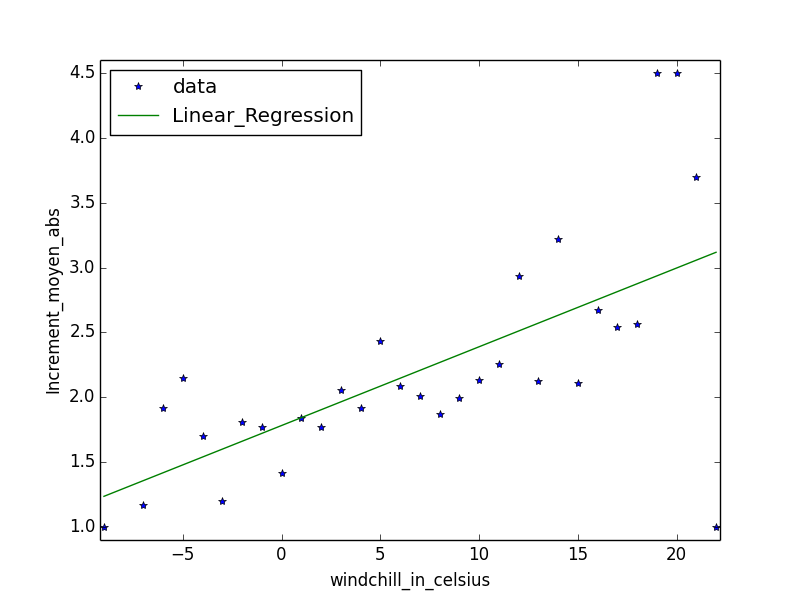 data
Linear_Regression
4.5
4.0
3.5
3.0
2.5
2.0
1.5
1.0
Increment_moyen_abs
−5 0 5 10 15 20
windchill_in_celsius